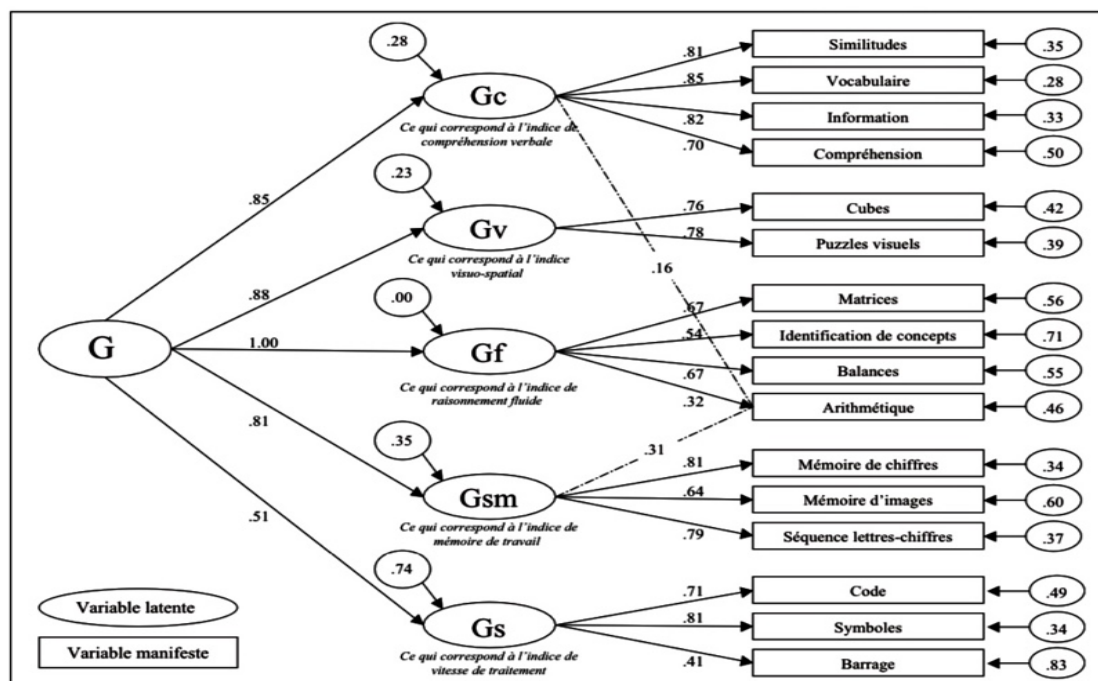 .28
Gc
Ce qui correspond à l'indice de
compréhension verbale
.81
Similitudes
.35
.85
Vocabulaire
.28
.82
Information
.33
.70
Compréhension
.50
.85
.23
Gv
Ce qui correspond à l'indice
visuo-spatial
.76
Cubes
.42
.78
Puzzles visuels
.39
.16
.88
.00
Gf
Ce qui correspond à l'indice de
raisonnement fluide
.67
Matrices
.56
.54
Identification de concepts
.71
.67
Balances
.55
.32
Arithmétique
.46
G
1.00
.81
.35
Gsm
Ce qui correspond à l'indice de
mémoire de travail
.31
.81
Mémoire de chiffres
.34
.64
Mémoire d'images
.60
.79
Séquence lettres-chiffres
.37
.51
.74
Gs
Ce qui correspond à l'indice de
vitesse de traitement
.71
Code
.49
.81
Symboles
.34
.41
Barrage
.83
Variable latente
Variable manifeste